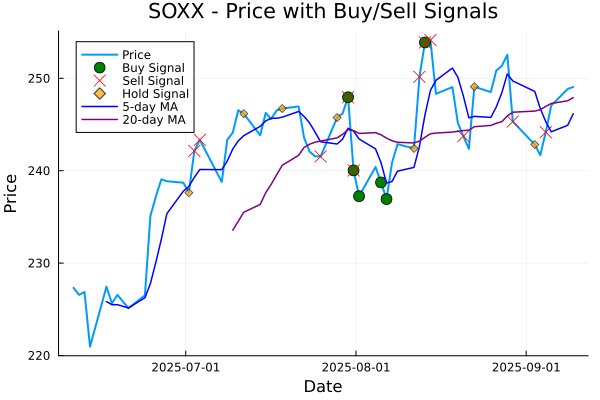 SOXX - Price with Buy/Sell Signals
Price
Buy Signal
Sell Signal
Hold Signal
5-day MA
20-day MA
250
240
230
220
Price
2025-07-01
2025-08-01
2025-09-01
Date